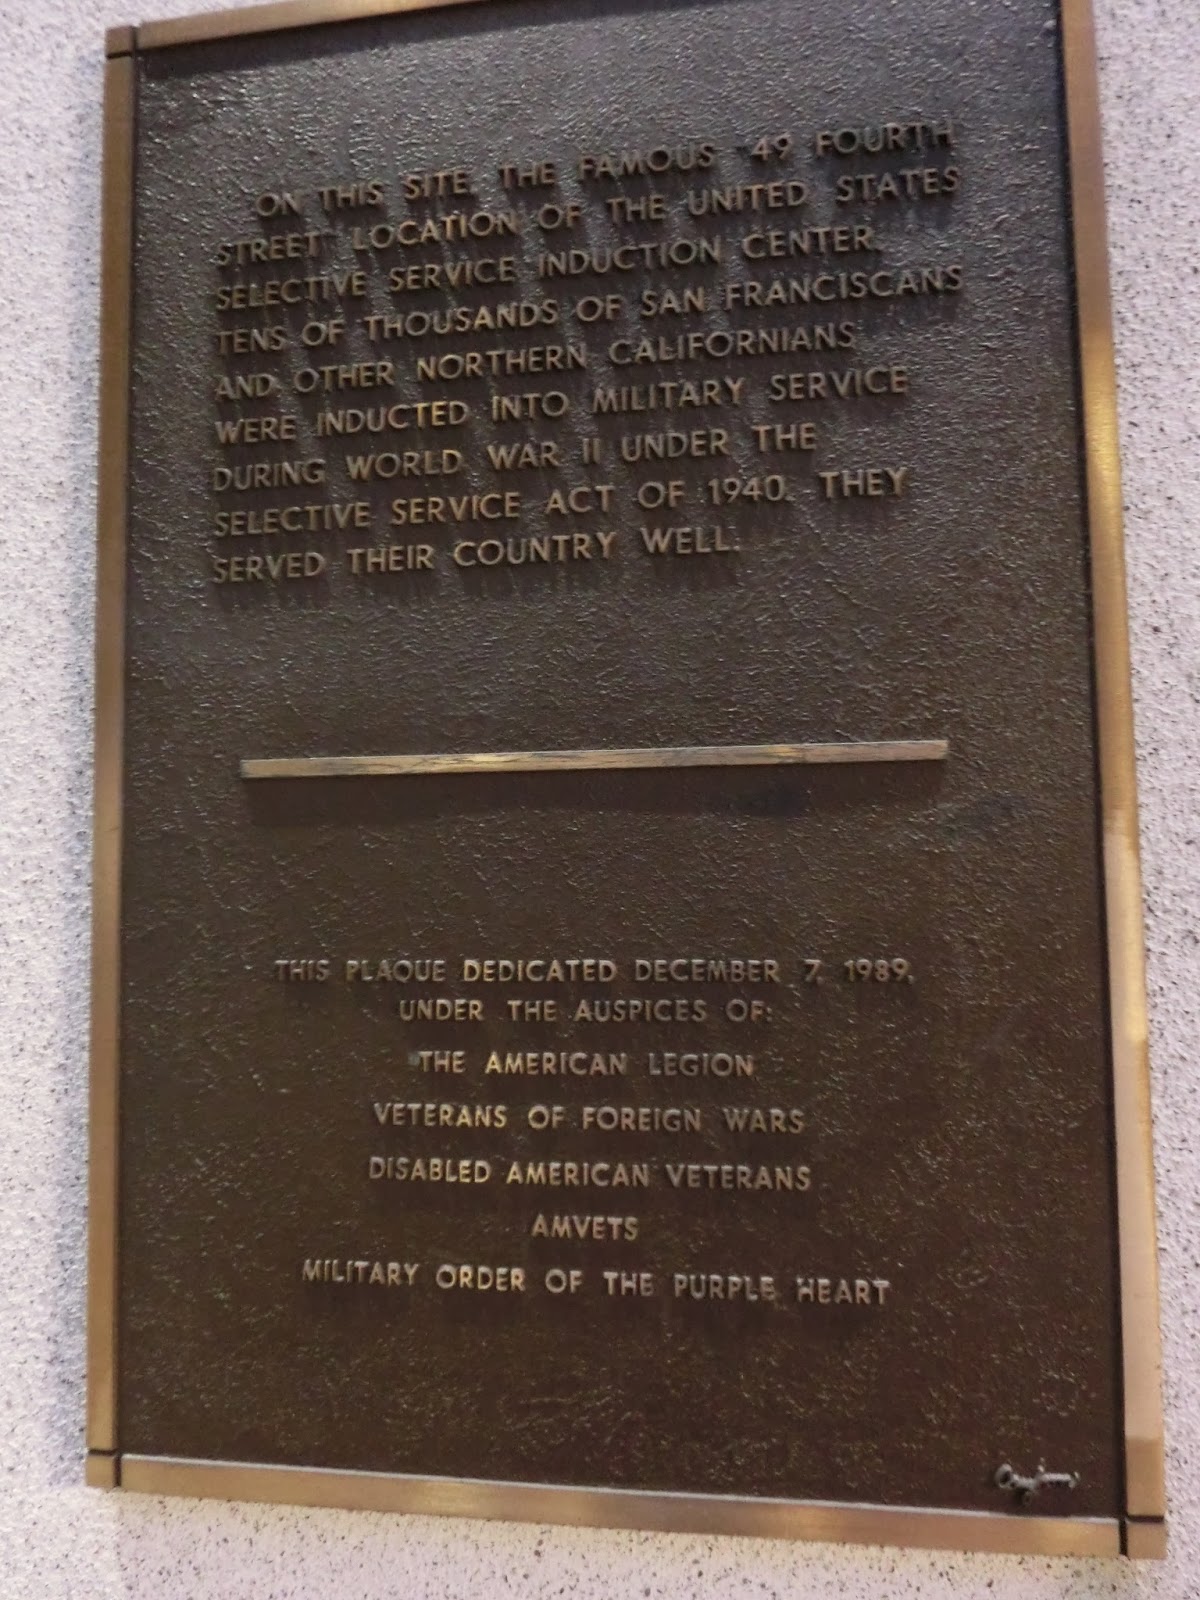 ON THIS SITE, THE FAMOUS "49 FOURTH
STREET" LOCATION OF THE UNITED STATES
SELECTIVE SERVICE INDUCTION CENTER,
TENS OF THOUSANDS OF SAN FRANCISCANS
AND OTHER NORTHERN CALIFORNIANS
WERE INDUCTED INTO MILITARY SERVICE
DURING WORLD WAR II UNDER THE
SELECTIVE SERVICE ACT OF 1940. THEY
SERVED THEIR COUNTRY WELL.
THIS PLAQUE DEDICATED DECEMBER 7, 1989,
UNDER THE AUSPICES OF:
THE AMERICAN LEGION
VETERANS OF FOREIGN WARS
DISABLED AMERICAN VETERANS
AMVETS
MILITARY ORDER OF THE PURPLE HEART